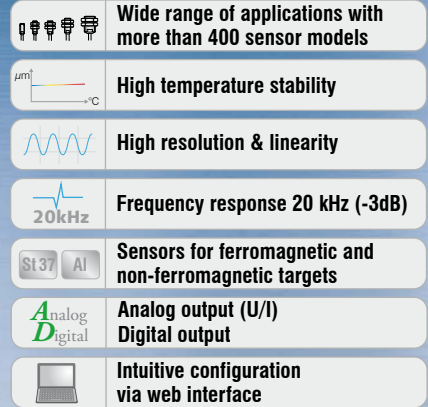 Wide range of applications with
more than 400 sensor models
µm
°C
High temperature stability
High resolution & linearity
20kHz
Frequency response 20 kHz (-3dB)
St37 Al
Sensors for ferromagnetic and
non-ferromagnetic targets
Analog
Digital
Analog output (U/I)
Digital output
Intuitive configuration
via web interface